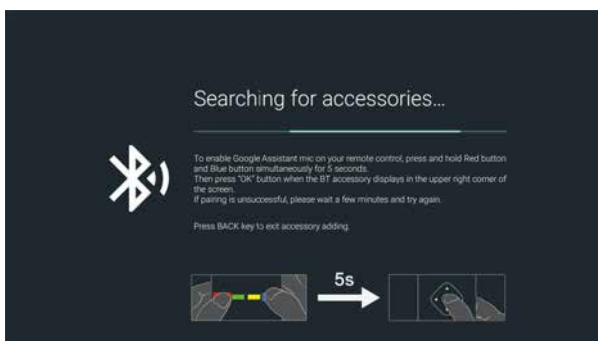 Searching for accessories...
To enable Google Assistant mic on your remote control, press and hold Red button
and Blue button simultaneously for 5 seconds.
Then press "OK" button when the BT accessory displays in the upper right corner of
the screen.
If pairing is unsuccessful, please wait a few minutes and try again.
Press BACK key to exit accessory adding.
5s